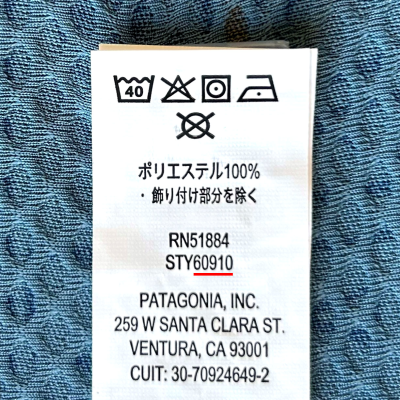 40
ポリエステル100%
・飾り付け部分を除く
RN51884
STY60910
PATAGONIA, INC.
259 W SANTA CLARA ST.
VENTURA, CA 93001
CUIT: 30-70924649-2